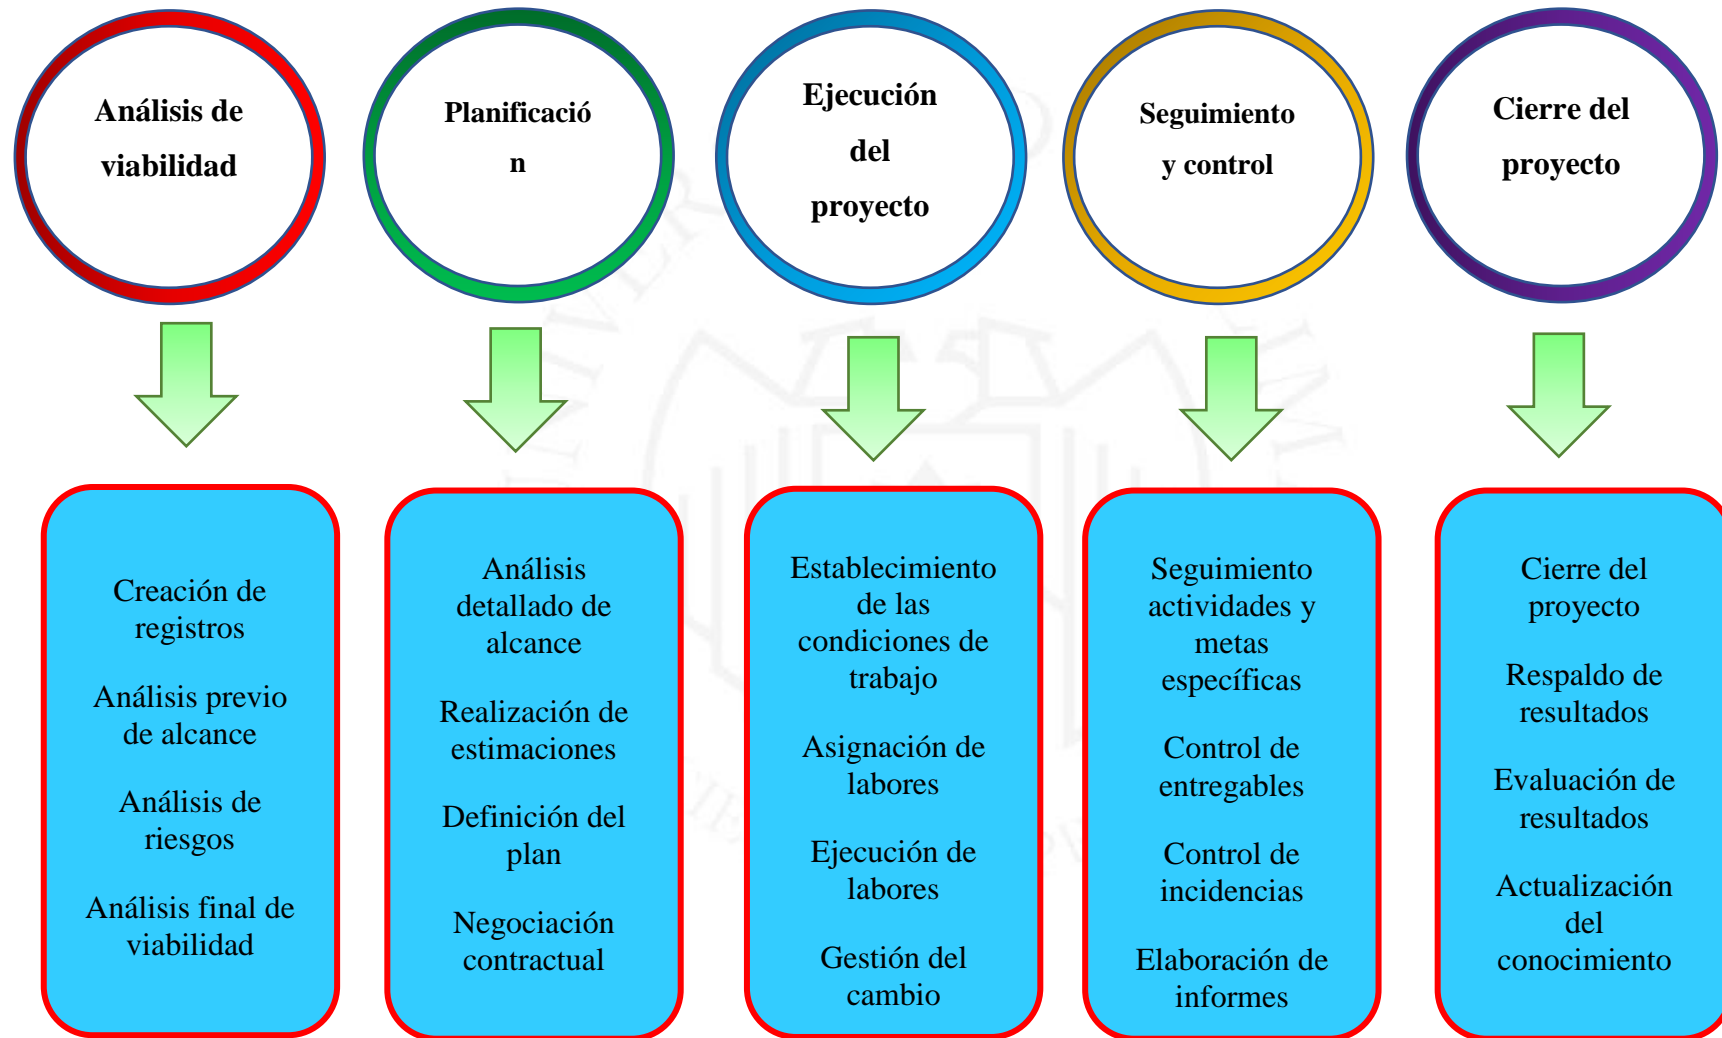 Análisis de
viabilidad
Planificació
n
Ejecución
del
proyecto
Seguimiento
y control
Cierre del
proyecto
Creación de
registros
Análisis previo
de alcance
Análisis de
riesgos
Análisis final de
viabilidad
Análisis
detallado de
alcance
Realización de
estimaciones
Definición del
plan
Negociación
contractual
Establecimiento
de las
condiciones de
trabajo
Asignación de
labores
Ejecución de
labores
Gestión del
cambio
Seguimiento
actividades y
metas
específicas
Control de
entregables
Control de
incidencias
Elaboración de
informes
Cierre del
proyecto
Respaldo de
resultados
Evaluación de
resultados
Actualización
del
conocimiento